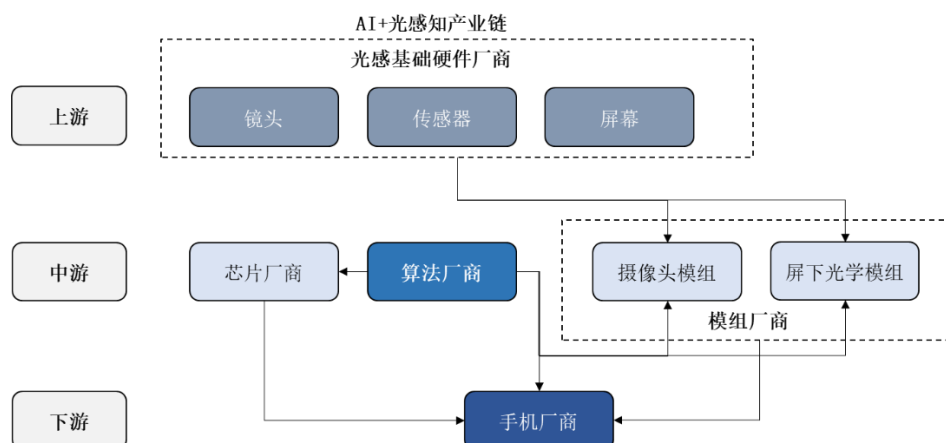 AI+光感知产业链
光感基础硬件厂商
上游
镜头
传感器
屏幕
中游
芯片厂商
算法厂商
摄像头模组
屏下光学模组
模组厂商
下游
手机厂商